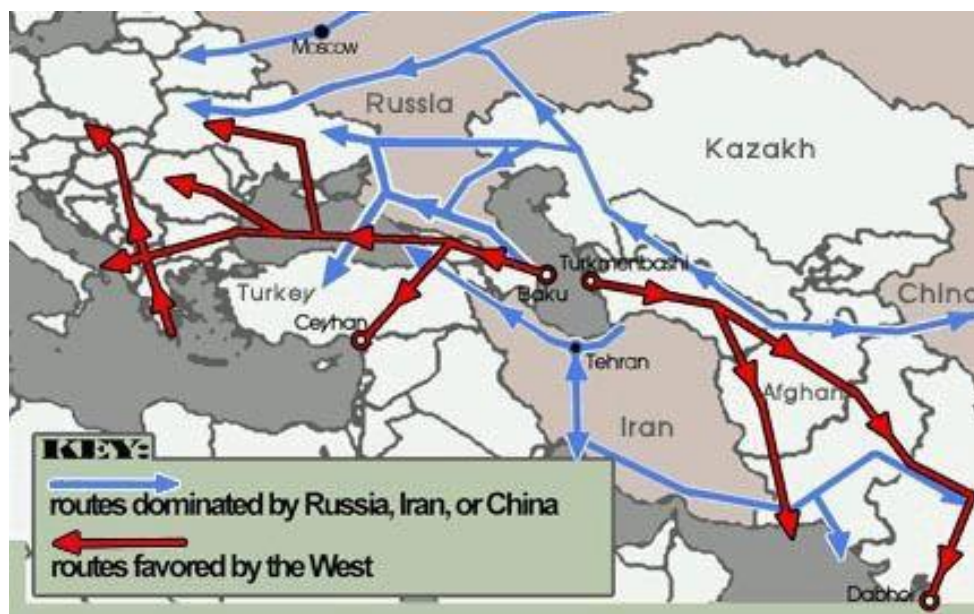 Moscow
Russia
Kazakh
China
Turkmenbashi
Baku
Turkey
Ceyhan
Tehran
Afghan
Iran
Dabhol
KEY:
routes dominated by Russia, Iran, or China
routes favored by the West